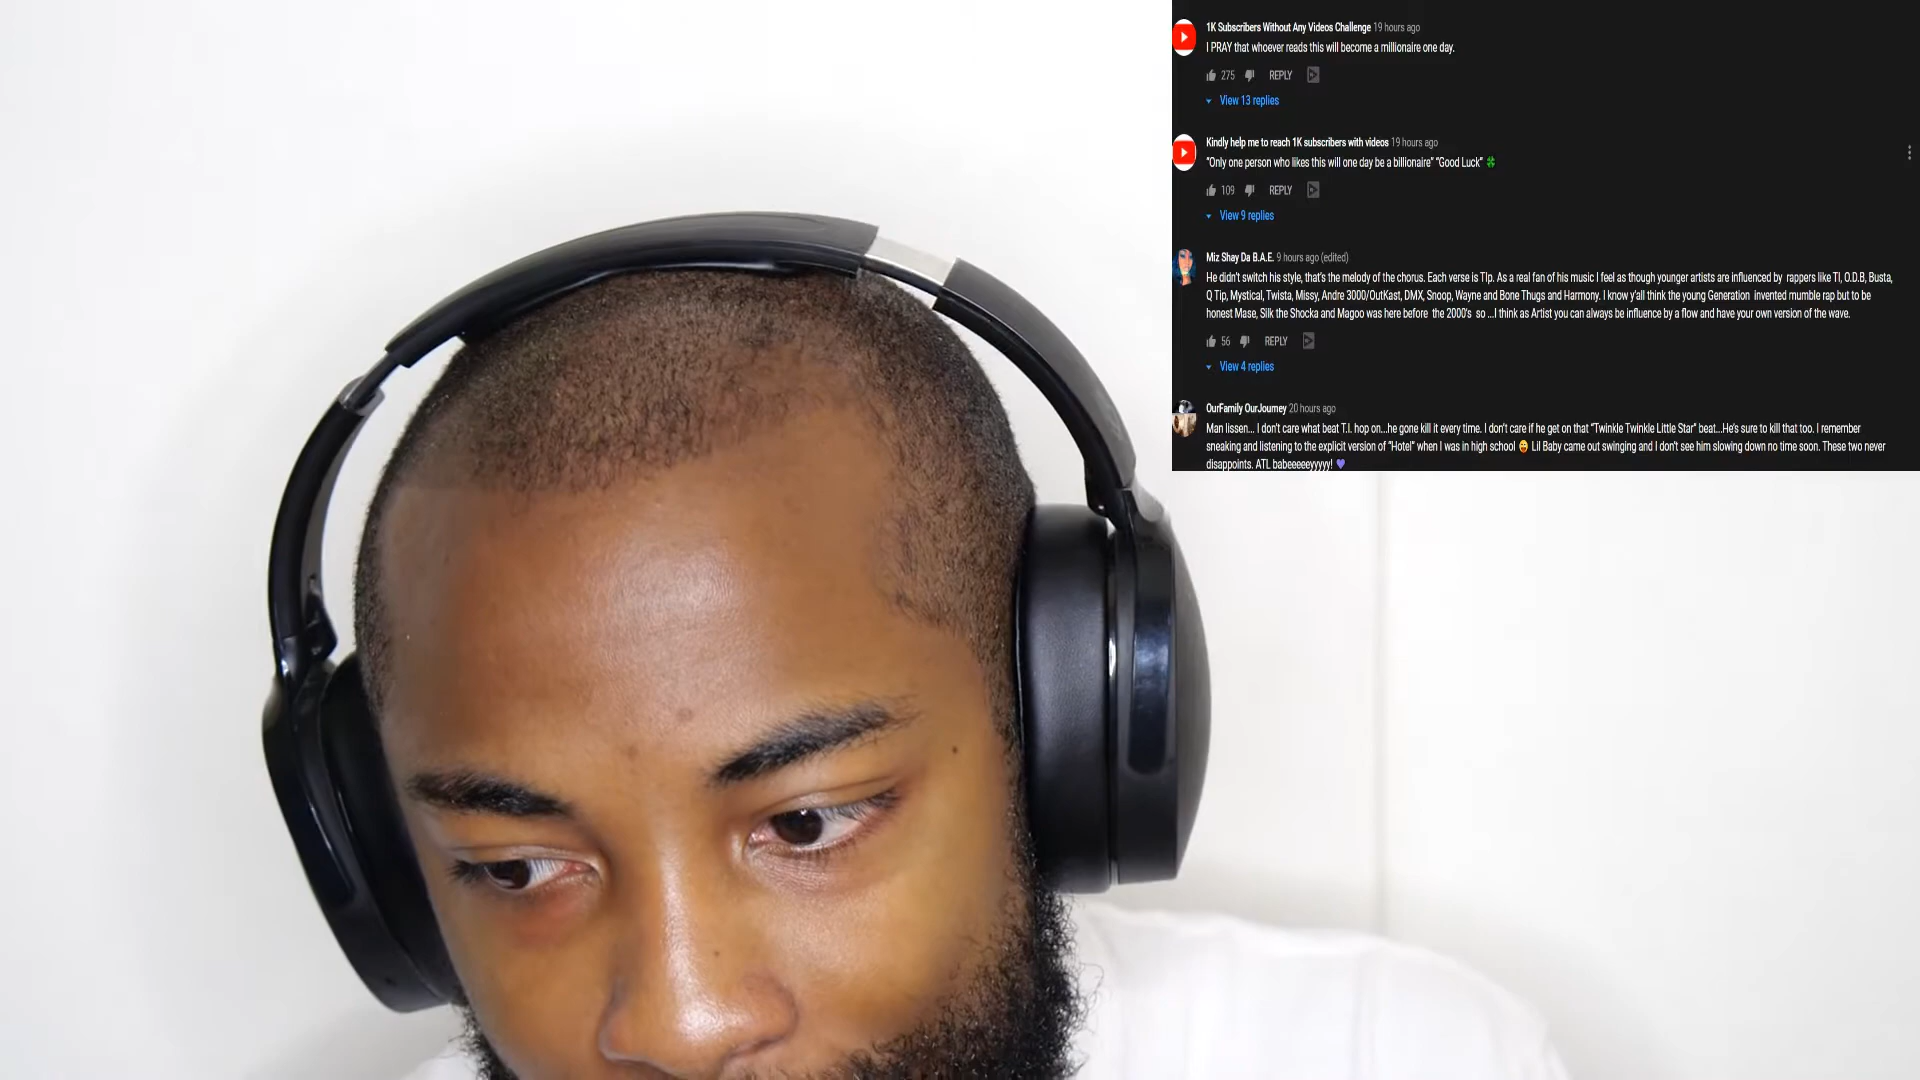 1K Subscribers Without Any Videos Challenge 19 hours ago
I PRAY that whoever reads this will become a millionaire one day.
275 REPLY
View 13 replies
Kindly help me to reach 1K subscribers with videos 19 hours ago
“Only one person who likes this will one day be a billionaire” “Good Luck” 🍀
109 REPLY
View 9 replies
Miz Shay Da B.A.E. 9 hours ago (edited)
He didn't switch his style, that's the melody of the chorus. Each verse is TIp. As a real fan of his music I feel as though younger artists are influenced by rappers like TI, O.D.B, Busta,
Q Tip, Mystical, Twista, Missy, Andre 3000/OutKast, DMX, Snoop, Wayne and Bone Thugs and Harmony. I know y'all think the young Generation invented mumble rap but to be
honest Mase, Silk the Shocka and Magoo was here before the 2000's so ...I think as Artist you can always be influence by a flow and have your own version of the wave.
56 REPLY
View 4 replies
OurFamily OurJourney 20 hours ago
Man lissen... I don't care what beat T.I. hop on...he gone kill it every time. I don't care if he get on that “Twinkle Twinkle Little Star” beat...He's sure to kill that too. I remember
sneaking and listening to the explicit version of “Hotel” when I was in high school 😄 Lil Baby came out swinging and I don't see him slowing down no time soon. These two never
disappoints. ATL babeeeeeyyyyy! 💜